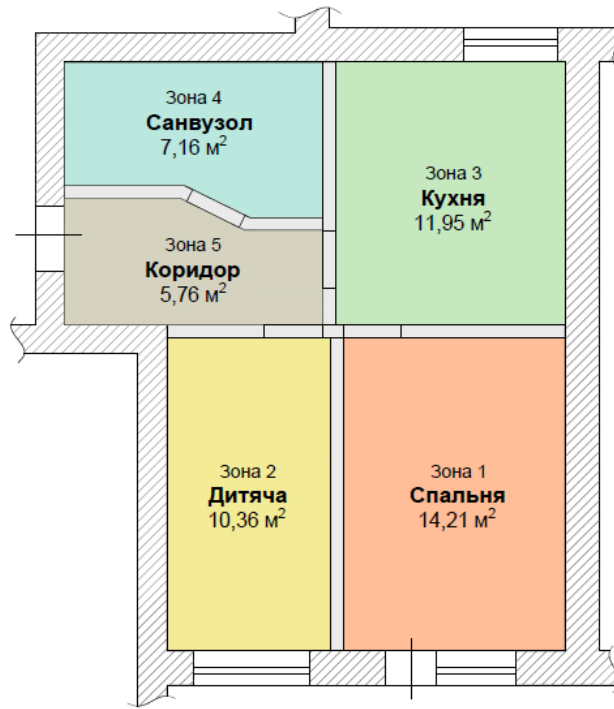 Зона 4
Санвузол
7,16 м²
Зона 3
Кухня
11,95 м²
Зона 5
Коридор
5,76 м²
Зона 2
Дитяча
10,36 м²
Зона 1
Спальня
14,21 м²